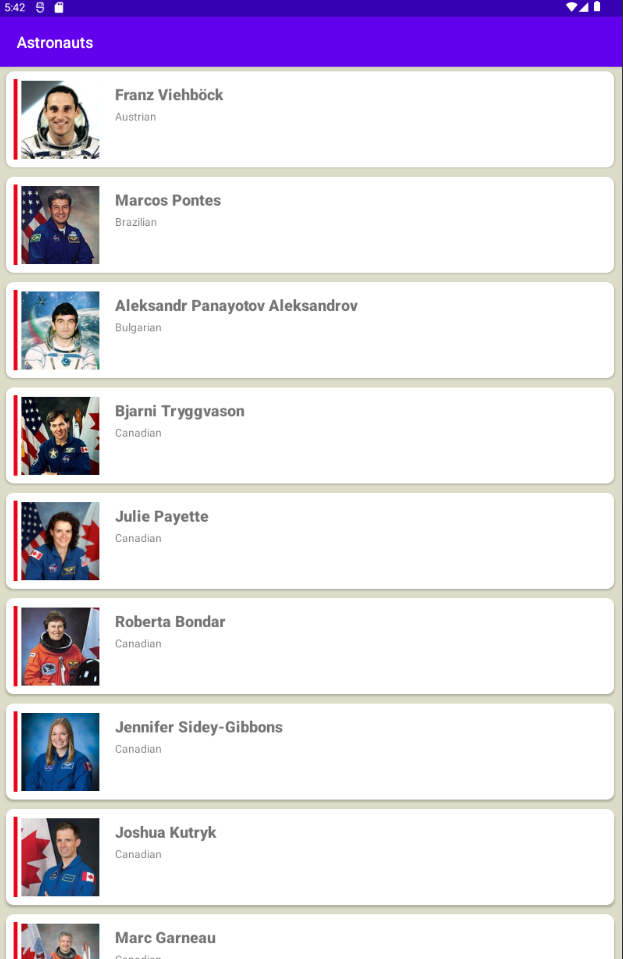 5:42
Astronauts
Franz Viehböck
Austrian
Marcos Pontes
Brazilian
Aleksandr Panayotov Aleksandrov
Bulgarian
Bjarni Tryggvason
Canadian
Julie Payette
Canadian
Roberta Bondar
Canadian
Jennifer Sidey-Gibbons
Canadian
Joshua Kutryk
Canadian
Marc Garneau
Canadian